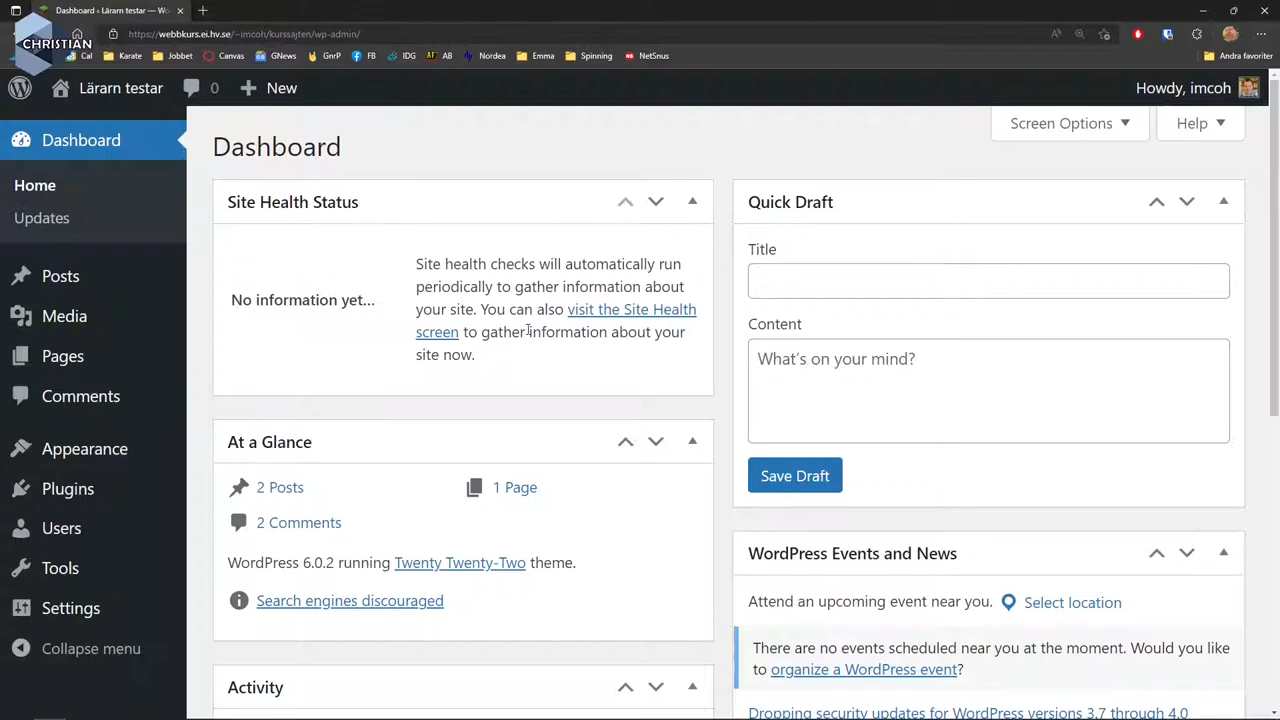 Dashboard ‹ Lärarn testar — Wo
https://webbkurs.ei.hv.se/~imcoh/kurssajten/wp-admin/
CHRISTIAN
Cal Karate Jobbet Canvas GNews GnrP FB IDG AB Nordea Emma Spinning NetSnus Andra favoriter
Lärarn testar 0 New Howdy, imcoh
Screen Options Help
Dashboard
Home
Updates
Posts
Media
Pages
Comments
Appearance
Plugins
Users
Tools
Settings
Collapse menu
Dashboard
Site Health Status
No information yet...
Site health checks will automatically run
periodically to gather information about
your site. You can also visit the Site Health
screen to gather information about your
site now.
At a Glance
2 Posts 1 Page
2 Comments
WordPress 6.0.2 running Twenty Twenty-Two theme.
Search engines discouraged
Activity
Quick Draft
Title
Content
What's on your mind?
Save Draft
WordPress Events and News
Attend an upcoming event near you. Select location
There are no events scheduled near you at the moment. Would you like
to organize a WordPress event?
Dropping security updates for WordPress versions 3.7 through 4.0